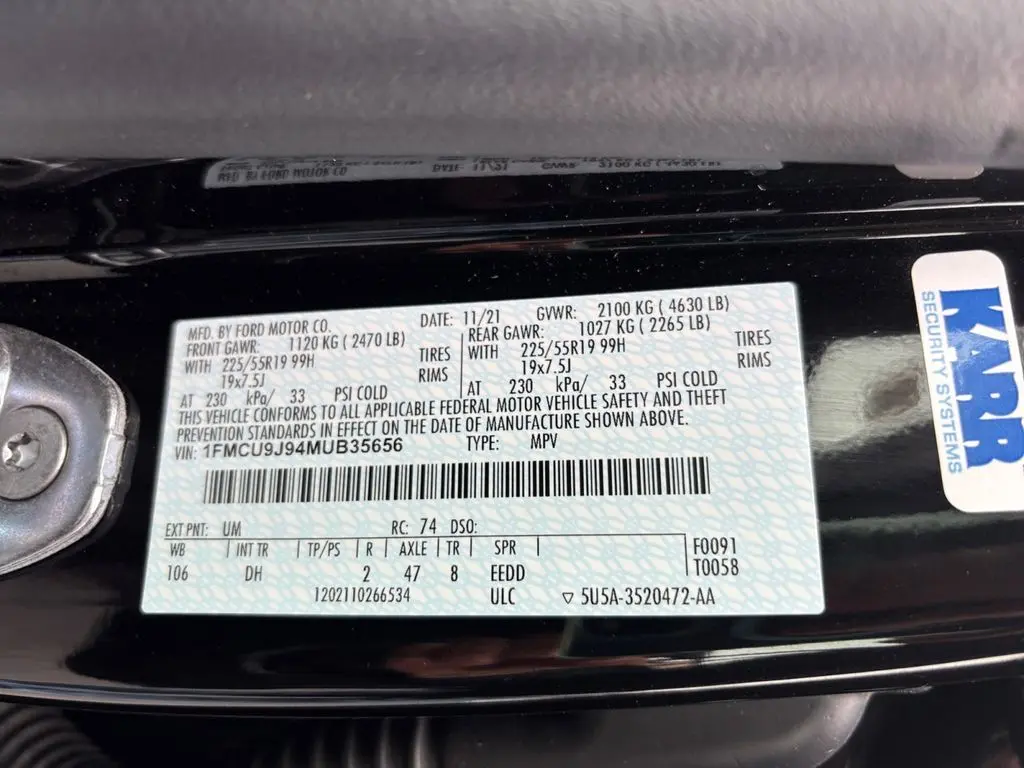 MFD. BY FORD MOTOR CO.
DATE: 11/21
GVWR: 2100 KG ( 4630 LB)
FRONT GAWR: 1120 KG ( 2470 LB)
WITH 225/55R19 99H TIRES
19x7.5J RIMS
AT 230 kPa/ 33 PSI COLD
REAR GAWR: 1027 KG ( 2265 LB)
WITH 225/55R19 99H TIRES
19x7.5J RIMS
AT 230 kPa/ 33 PSI COLD
THIS VEHICLE CONFORMS TO ALL APPLICABLE FEDERAL MOTOR VEHICLE SAFETY AND THEFT
PREVENTION STANDARDS IN EFFECT ON THE DATE OF MANUFACTURE SHOWN ABOVE.
VIN: 1FMCU9J94MUB35656 TYPE: MPV
EXT PNT: UM RC: 74 DSO:
WB | INT TR | TP/PS | R | AXLE | TR | SPR | F0091
106 DH 2 47 8 EEDD T0058
1202110266534 ULC ▽ 5U5A-3520472-AA
KARR
SECURITY SYSTEMS